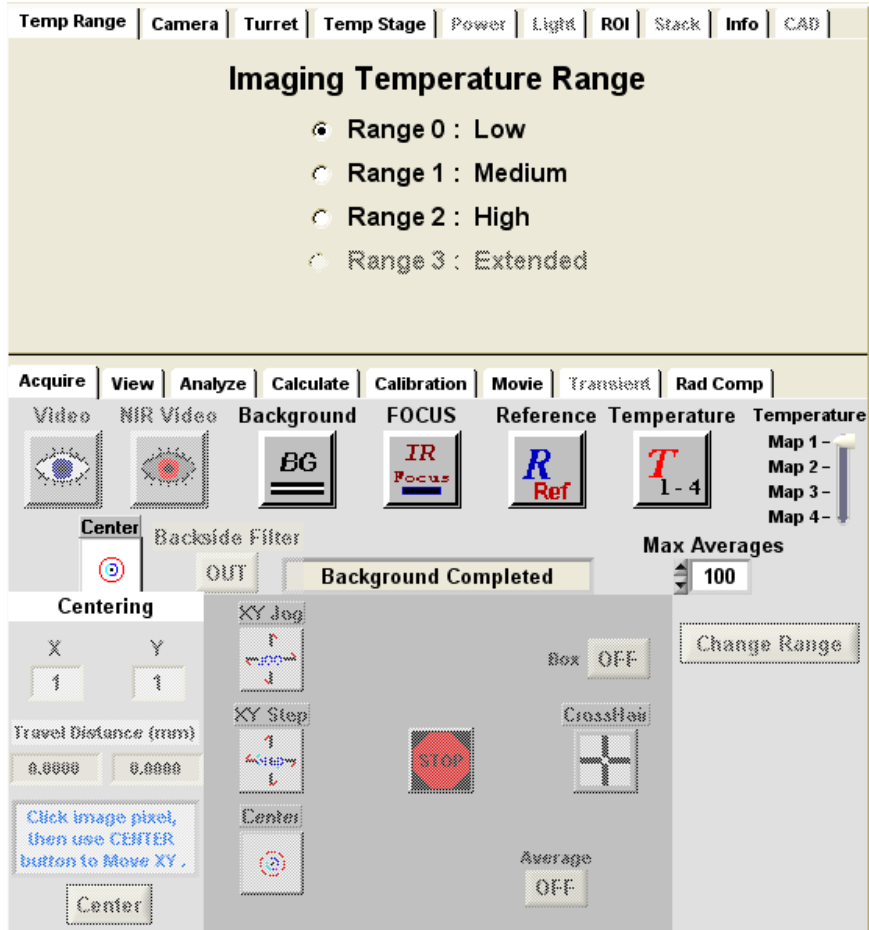 Temp Range Camera Turret Temp Stage Power Light ROI Stack Info CAD
Imaging Temperature Range
Range 0 : Low
Range 1 : Medium
Range 2 : High
Range 3 : Extended
Acquire View Analyze Calculate Calibration Movie Transient Rad Comp
Video NIR Video Background FOCUS Reference Temperature Temperature
BG
IR
Focus
R
Ref
T
1 - 4
Map 1 -
Map 2 -
Map 3 -
Map 4 -
Center
Backside Filter
OUT
Background Completed
Max Averages
100
Centering
X Y
1 1
Travel Distance (mm)
0.0000 0.0000
Click image pixel,
then use CENTER
button to Move XY .
Center
XY Jog
XY Step
Center
STOP
Box OFF
CrossHair
Average
OFF
Change Range